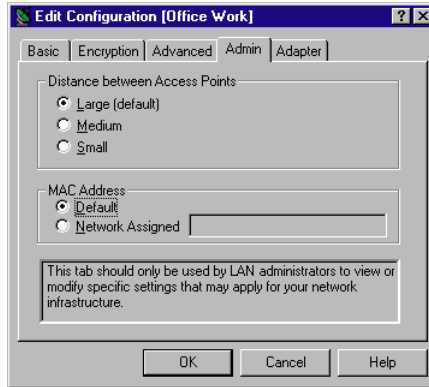 Edit Configuration [Office Work]
Basic Encryption Advanced Admin Adapter
Distance between Access Points
Large (default)
Medium
Small
MAC Address
Default
Network Assigned
This tab should only be used by LAN administrators to view or
modify specific settings that may apply for your network
infrastructure.
OK Cancel Help